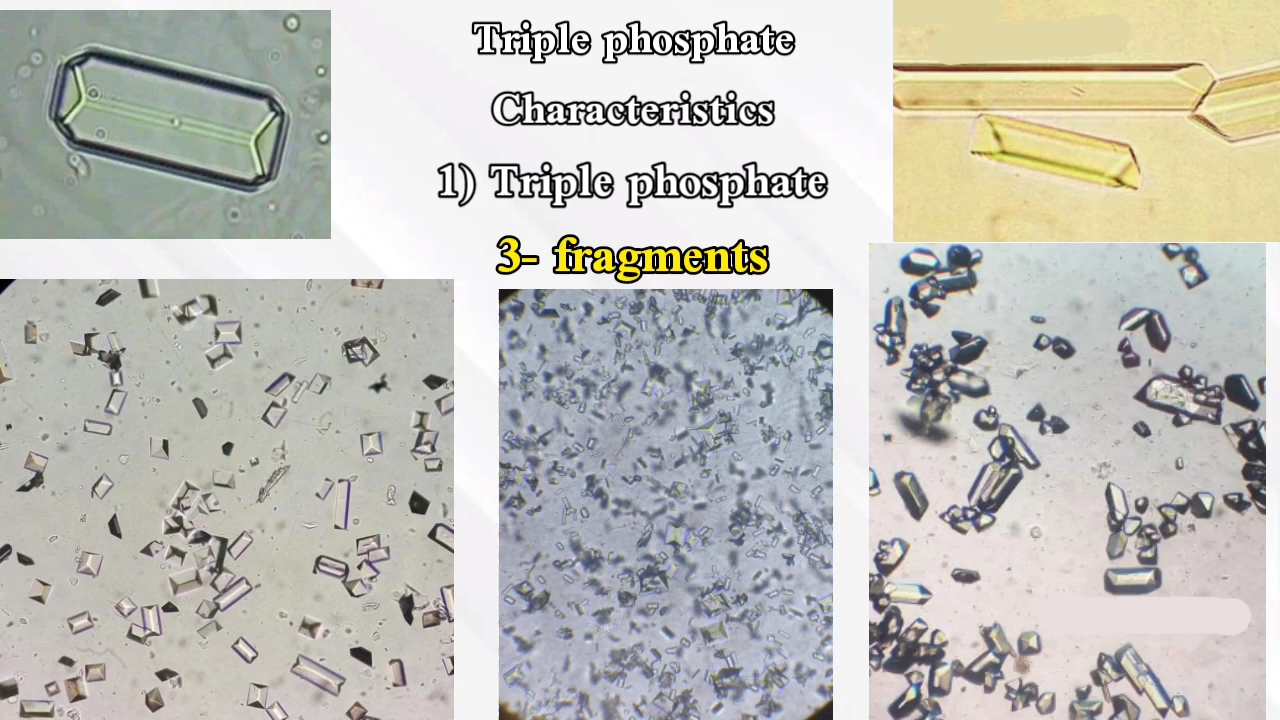 Triple phosphate
Characteristics
1) Triple phosphate
3- fragments